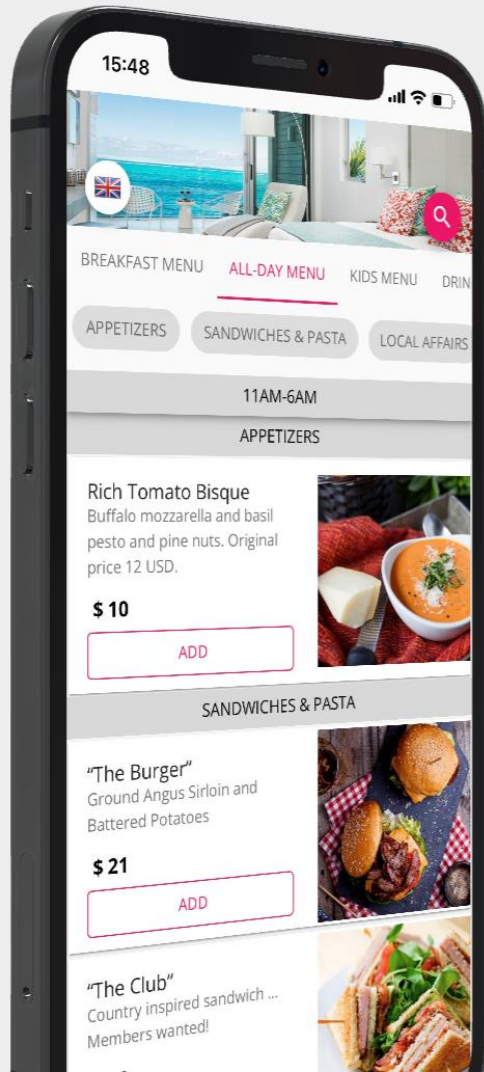 15:48
BREAKFAST MENU ALL-DAY MENU KIDS MENU DRIN
APPETIZERS SANDWICHES & PASTA LOCAL AFFAIRS
11AM-6AM
APPETIZERS
Rich Tomato Bisque
Buffalo mozzarella and basil
pesto and pine nuts. Original
price 12 USD.
$ 10
ADD
SANDWICHES & PASTA
“The Burger”
Ground Angus Sirloin and
Battered Potatoes
$ 21
ADD
“The Club”
Country inspired sandwich ...
Members wanted!